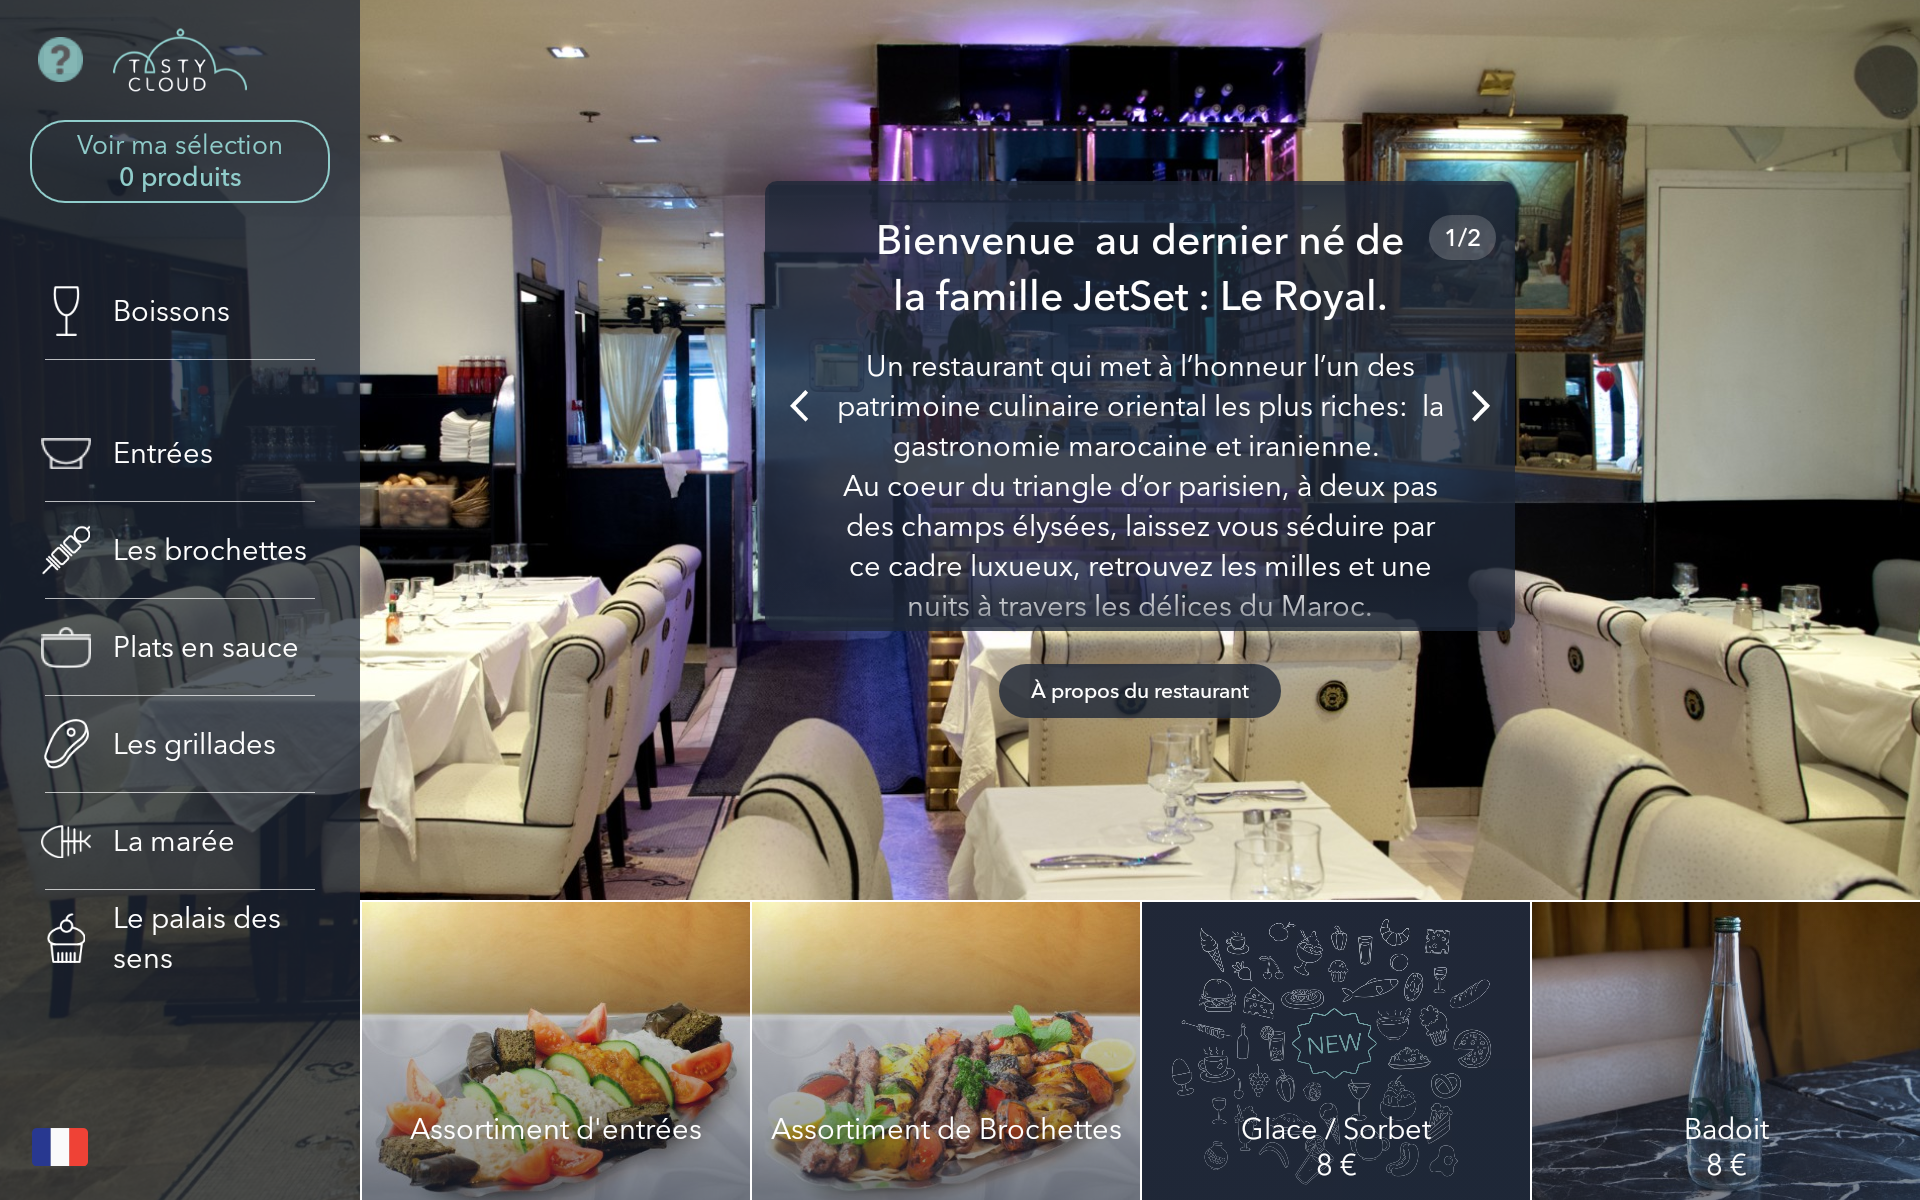 TASTY
CLOUD
Voir ma sélection
0 produits
Boissons
Entrées
Les brochettes
Plats en sauce
Les grillades
La marée
Le palais des
sens
Bienvenue  au dernier né de
la famille JetSet : Le Royal.
1/2
Un restaurant qui met à l’honneur l’un des
patrimoine culinaire oriental les plus riches:  la
gastronomie marocaine et iranienne.
Au coeur du triangle d’or parisien, à deux pas
des champs élysées, laissez vous séduire par
ce cadre luxueux, retrouvez les milles et une
nuits à travers les délices du Maroc.
À propos du restaurant
Assortiment d'entrées
Assortiment de Brochettes
NEW
Glace / Sorbet
8 €
Badoit
8 €